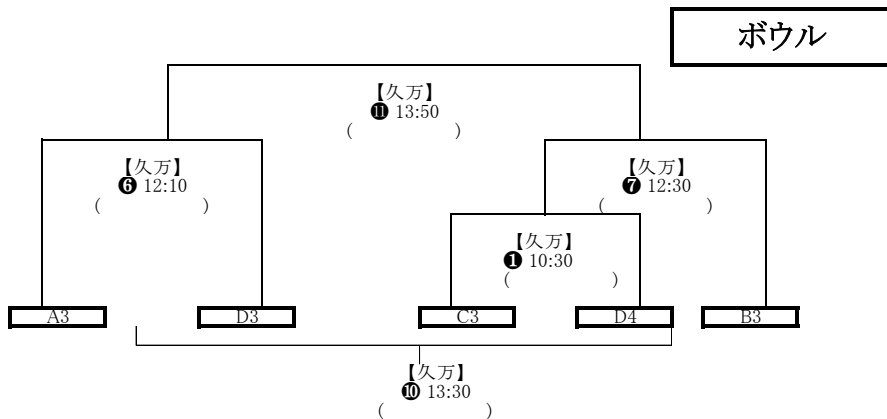 ボウル
【久万】
⓫ 13:50
(                )
【久万】
❻ 12:10
(                )
【久万】
❼ 12:30
(                )
【久万】
❶ 10:30
(                )
A3
D3
C3
D4
B3
【久万】
❿ 13:30
(                )